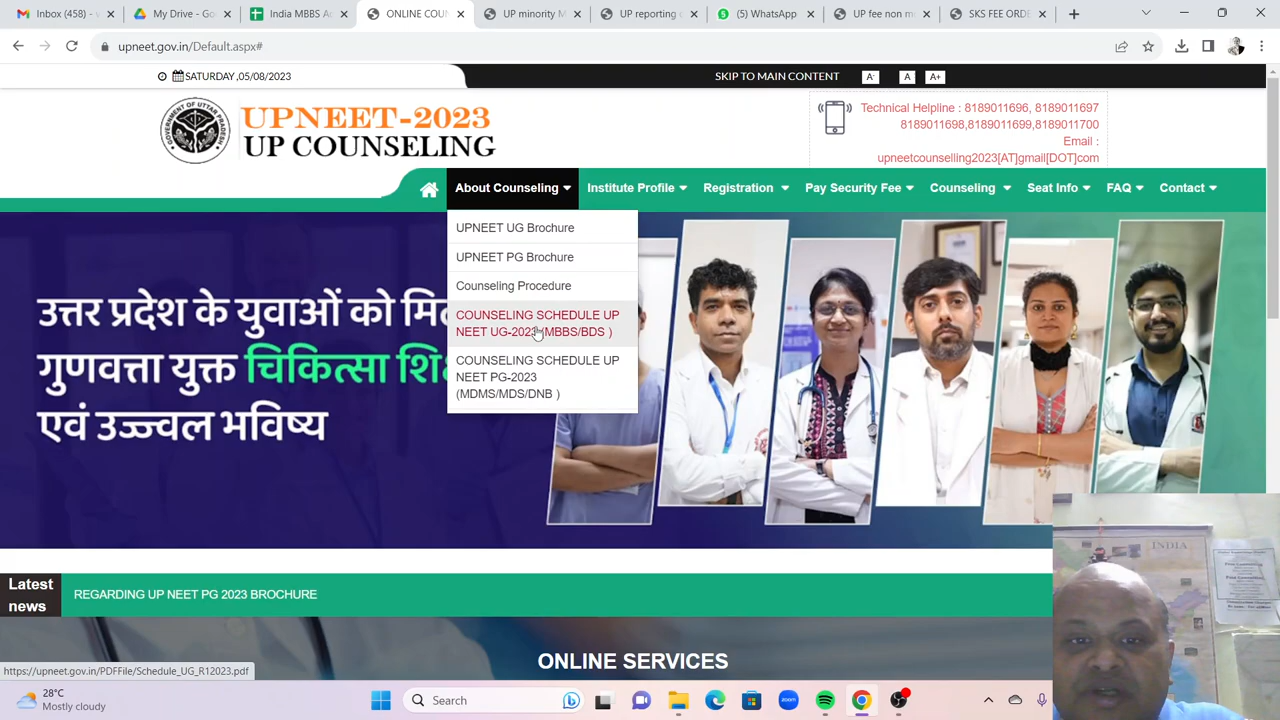 Inbox (458) -
My Drive - Go
India MBBS Ac
ONLINE COUN
UP minority M
UP reporting c
(5) WhatsApp
UP fee non m
SKS FEE ORDE
upneet.gov.in/Default.aspx#
SATURDAY ,05/08/2023
SKIP TO MAIN CONTENT
A-
A
A+
UPNEET-2023
UP COUNSELING
Technical Helpline : 8189011696, 8189011697
8189011698,8189011699,8189011700
Email :
upneetcounselling2023[AT]gmail[DOT]com
About Counseling
Institute Profile
Registration
Pay Security Fee
Counseling
Seat Info
FAQ
Contact
UPNEET UG Brochure
UPNEET PG Brochure
Counseling Procedure
COUNSELING SCHEDULE UP
NEET UG-2023 (MBBS/BDS )
COUNSELING SCHEDULE UP
NEET PG-2023
(MDMS/MDS/DNB )
उत्तर प्रदेश के युवाओं को
गुणवत्ता युक्त चिकित्सा
एवं उज्ज्वल भविष्य
Latest
news
REGARDING UP NEET PG 2023 BROCHURE
INDIA
ONLINE SERVICES
https://upneet.gov.in/PDFFile/Schedule_UG_R12023.pdf
28°C
Mostly cloudy
Search